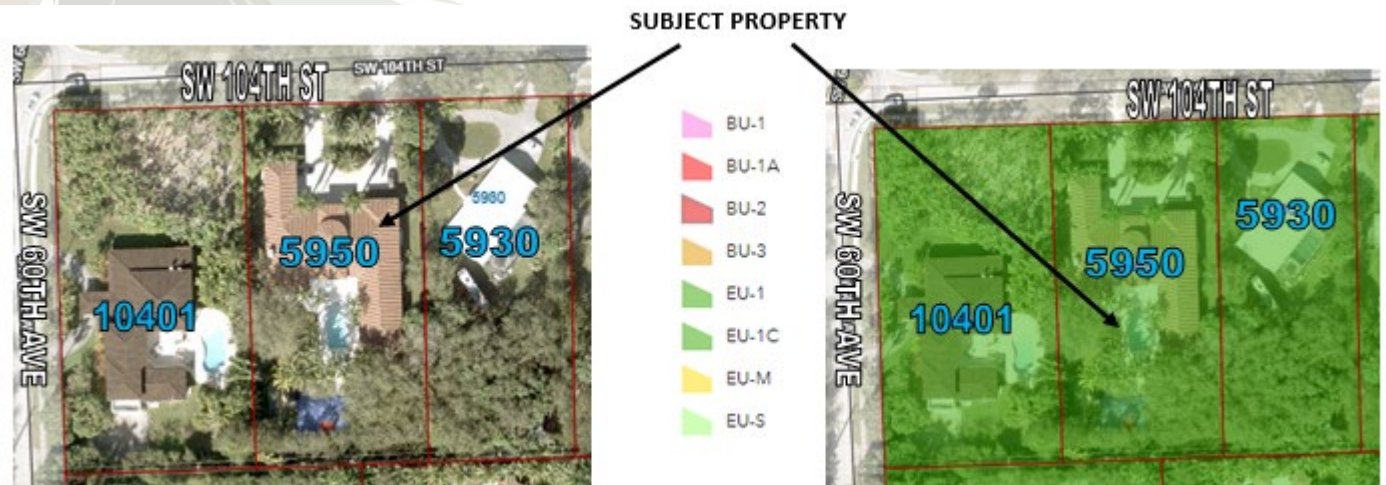 SUBJECT PROPERTY
SW 104TH ST
SW 104TH ST
5950
5930
5930
10401
SW 60TH AVE
BU-1
BU-1A
BU-2
BU-3
EU-1
EU-1C
EU-M
EU-S
SW 104TH ST
5930
5950
10401
SW 60TH AVE